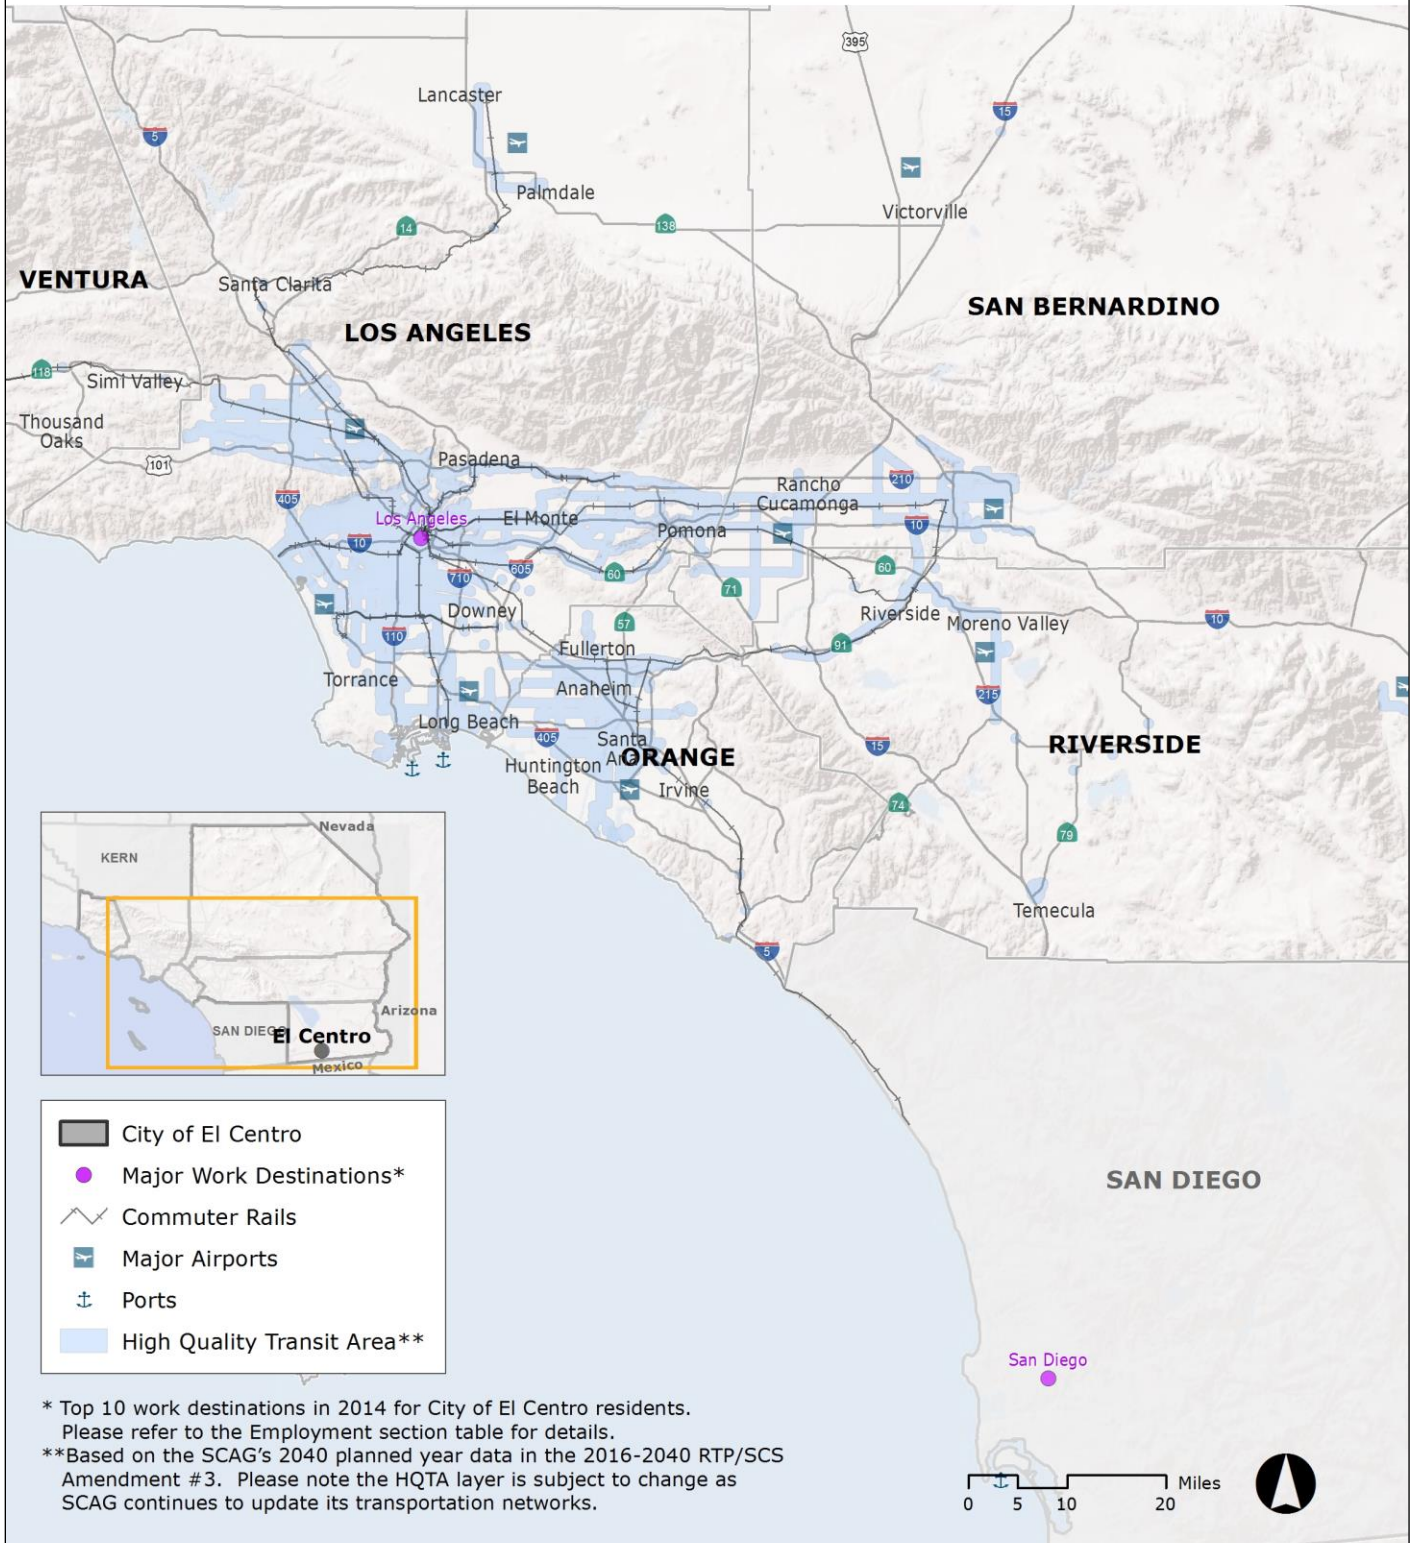 395
15
Lancaster
5
Palmdale
Victorville
14
138
VENTURA
Santa Clarita
SAN BERNARDINO
LOS ANGELES
118
Simi Valley
Thousand
Oaks
101
Pasadena
405
Rancho
Cucamonga
210
Los Angeles
El Monte
Pomona
10
10
710
605
60
60
71
Downey
57
Riverside
Moreno Valley
10
110
91
Fullerton
Torrance
Anaheim
215
Long Beach
405
Santa
Ana
ORANGE
15
RIVERSIDE
Huntington
Beach
Irvine
74
79
Temecula
5
Nevada
KERN
Arizona
SAN DIEGO
El Centro
Mexico
City of El Centro
Major Work Destinations*
Commuter Rails
Major Airports
Ports
High Quality Transit Area**
SAN DIEGO
San Diego
* Top 10 work destinations in 2014 for City of El Centro residents.
Please refer to the Employment section table for details.
**Based on the SCAG's 2040 planned year data in the 2016-2040 RTP/SCS
Amendment #3. Please note the HQTA layer is subject to change as
SCAG continues to update its transportation networks.
Miles
0 5 10 20